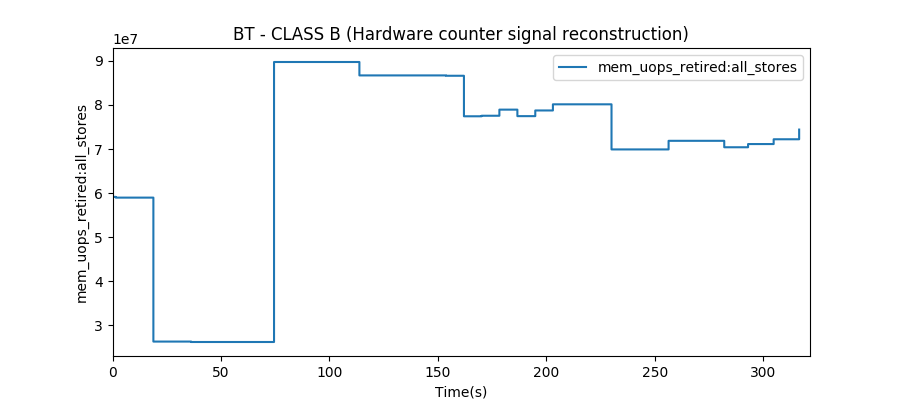 BT - CLASS B (Hardware counter signal reconstruction)
1e7
mem_uops_retired:all_stores
9
8
7
6
5
4
3
mem_uops_retired:all_stores
0 50 100 150 200 250 300
Time(s)